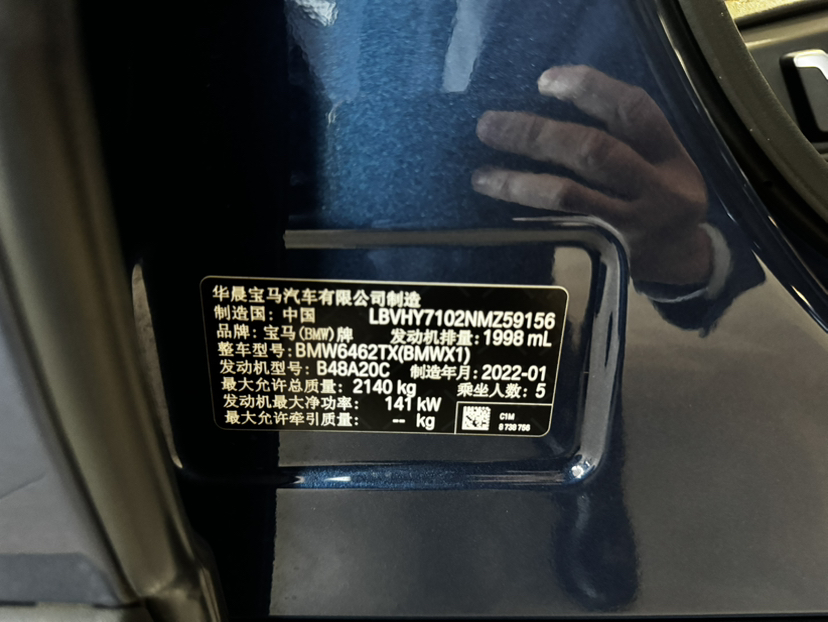 华晨宝马汽车有限公司制造
制造国: 中国 LBVHY7102NMZ59156
品牌: 宝马(BMW)牌 发动机排量: 1998 mL
整车型号: BMW6462TX(BMWX1)
发动机型号: B48A20C 制造年月: 2022-01
最大允许总质量: 2140 kg 乘坐人数: 5
发动机最大净功率: 141 kW
最大允许牵引质量: -- kg
C1M
8 738 756